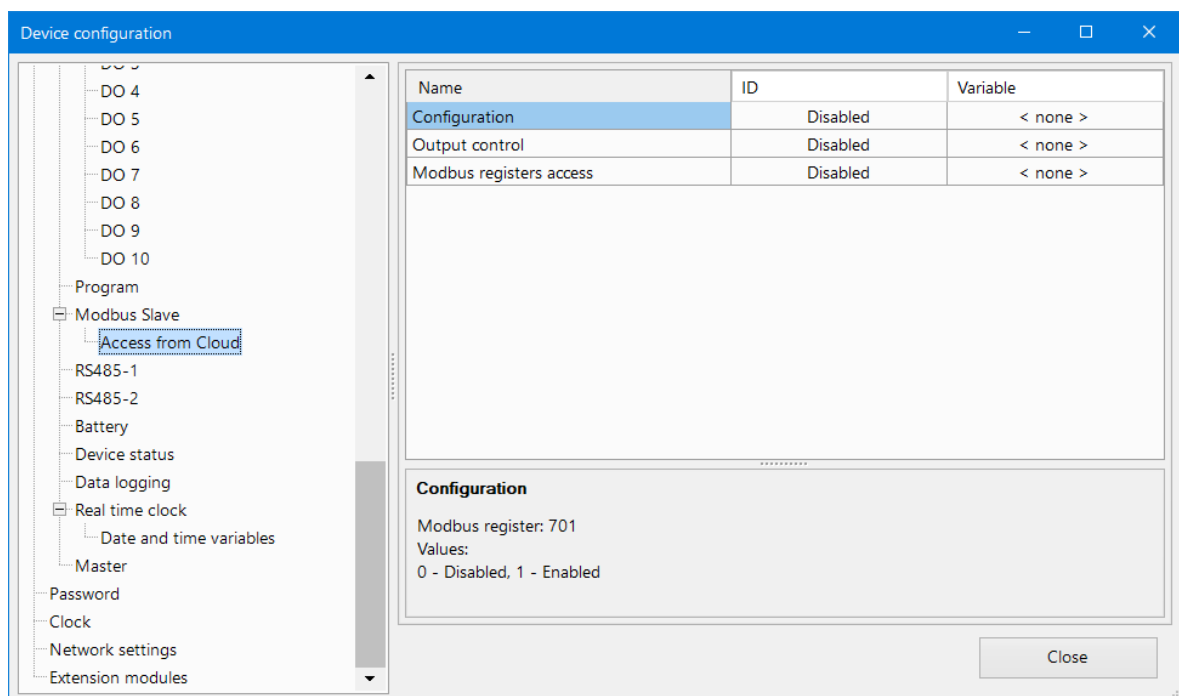 Device configuration
DO 4
DO 5
DO 6
DO 7
DO 8
DO 9
DO 10
Program
Modbus Slave
Access from Cloud
RS485-1
RS485-2
Battery
Device status
Data logging
Real time clock
Date and time variables
Master
Password
Clock
Network settings
Extension modules
Name ID Variable
Configuration Disabled < none >
Output control Disabled < none >
Modbus registers access Disabled < none >
Configuration
Modbus register: 701
Values:
0 - Disabled, 1 - Enabled
Close